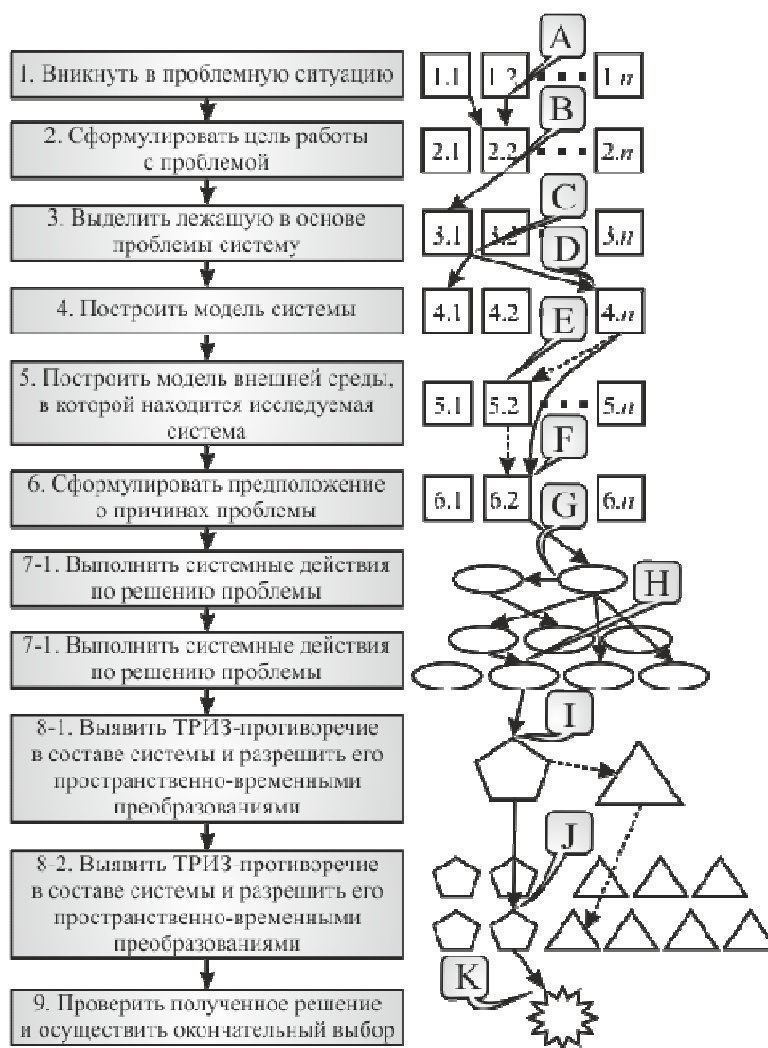 1. Вникнуть в проблемную ситуацию
1.1 1.2 1.n
A
2. Сформулировать цель работы
с проблемой
2.1 2.2 2.n
B
3. Выделить лежащую в основе
проблемы систему
3.1 3.2 3.n
C
D
4. Построить модель системы
4.1 4.2 4.n
E
5. Построить модель внешней среды,
в которой находится исследуемая
система
5.1 5.2 5.n
F
6. Сформулировать предположение
о причинах проблемы
6.1 6.2 6.n
G
7-1. Выполнить системные действия
по решению проблемы
H
7-1. Выполнить системные действия
по решению проблемы
I
8-1. Выявить ТРИЗ-противоречие
в составе системы и разрешить его
пространственно-временными
преобразованиями
J
8-2. Выявить ТРИЗ-противоречие
в составе системы и разрешить его
пространственно-временными
преобразованиями
K
9. Проверить полученное решение
и осуществить окончательный выбор